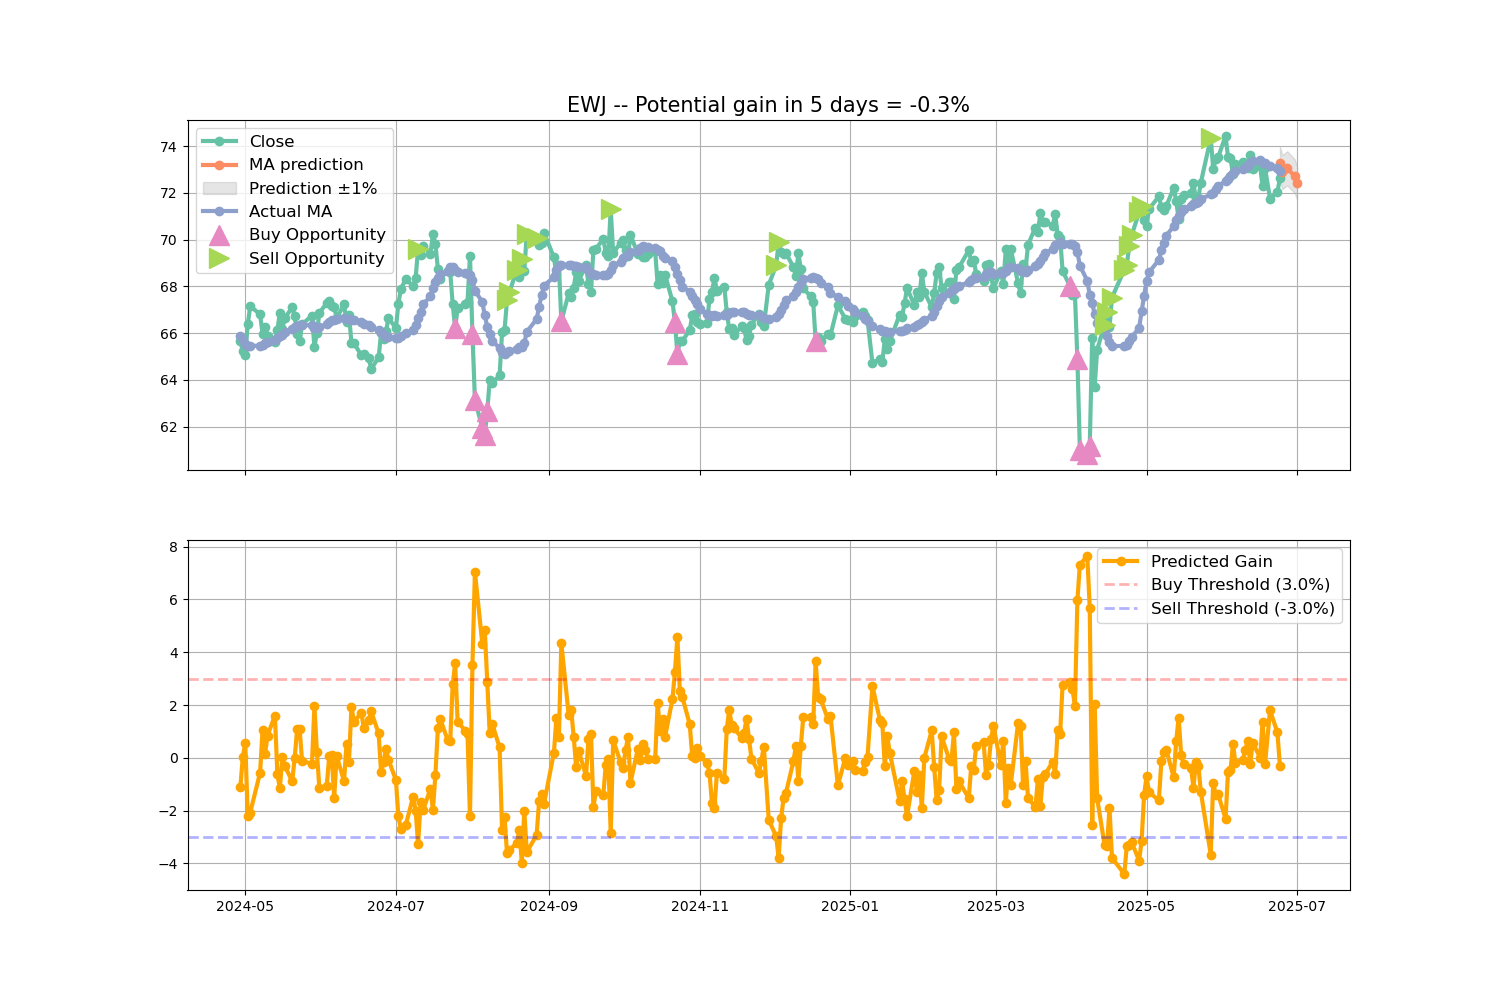 EWJ -- Potential gain in 5 days = -0.3%
74
72
70
68
66
64
62
Close
MA prediction
Prediction ±1%
Actual MA
Buy Opportunity
Sell Opportunity
8
6
4
2
0
−2
−4
Predicted Gain
Buy Threshold (3.0%)
Sell Threshold (-3.0%)
2024-05 2024-07 2024-09 2024-11 2025-01 2025-03 2025-05 2025-07